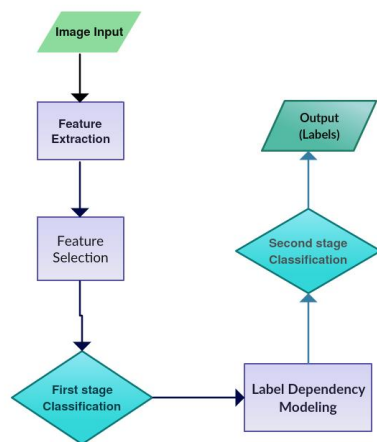 Image Input
Feature
Extraction
Feature
Selection
First stage
Classification
Label Dependency
Modeling
Second stage
Classification
Output
(Labels)